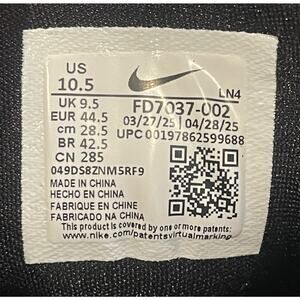 US
10.5
LN4
UK 9.5
EUR 44.5
cm 28.5
BR 42.5
CN 285
FD7037-002
03/27/25 04/28/25
UPC 00197862599688
049DS8ZNM5RF9
MADE IN CHINA
HECHO EN CHINA
FABRIQUE EN CHINE
FABRICADO NA CHINA
This product is covered by one or more patents. See
www.nike.com/patentsvirtualmarking